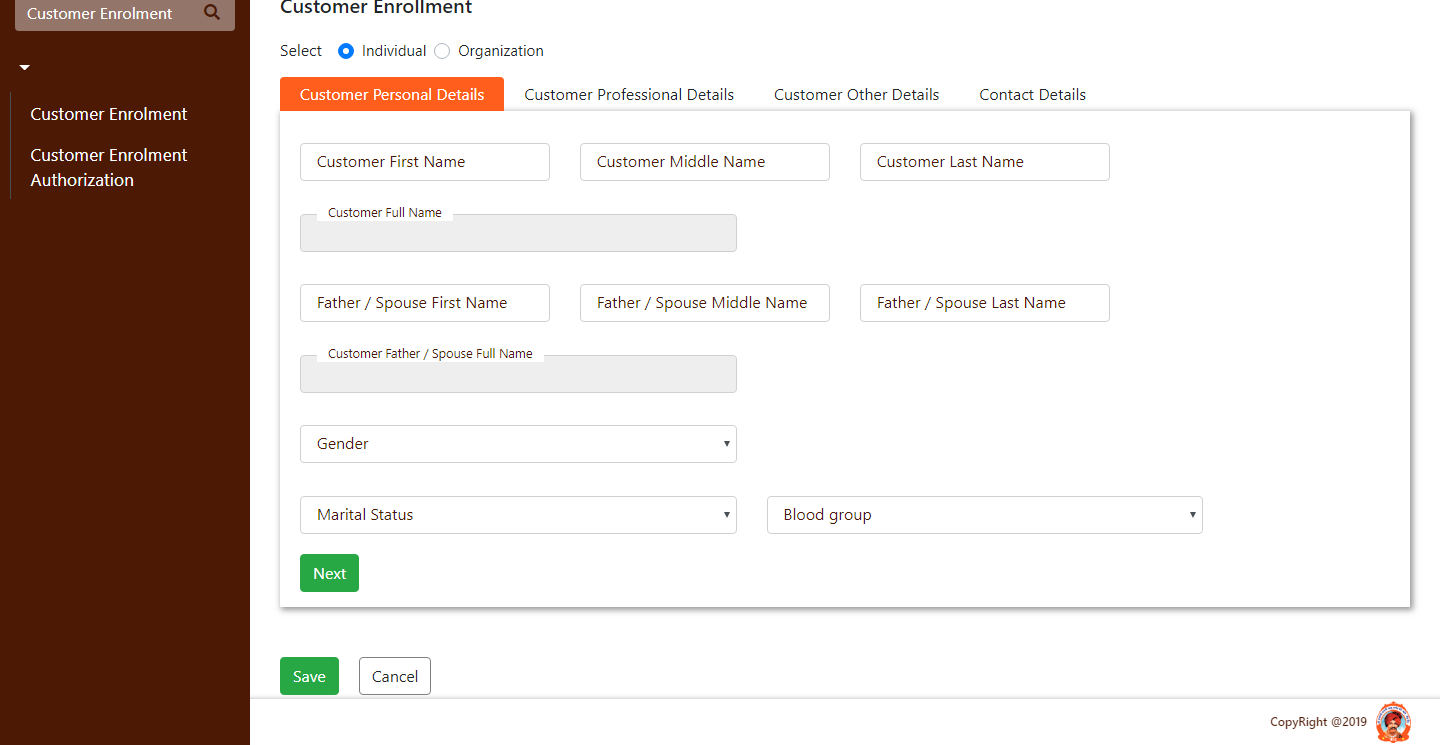 Customer Enrolment
Customer Enrolment
Customer Enrolment
Authorization
Customer Enrollment
Select Individual Organization
Customer Personal Details Customer Professional Details Customer Other Details Contact Details
Customer First Name Customer Middle Name Customer Last Name
Customer Full Name
Father / Spouse First Name Father / Spouse Middle Name Father / Spouse Last Name
Customer Father / Spouse Full Name
Gender
Marital Status Blood group
Next
Save Cancel
CopyRight @2019